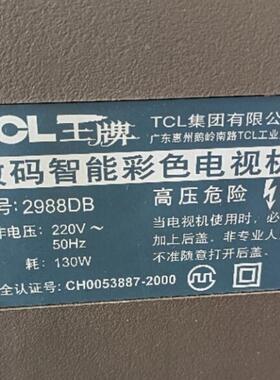 TCL王牌
TCL集团有限公
广东惠州鹅岭南路TCL工业
数码智能彩色电视机
号: 2988DB
高压危险
电压: 220V～
50Hz
耗: 130W
当电视机使用时,必
加上后盖。非专业人
不准随意打开后盖。
全认证号: CH0053887-2000